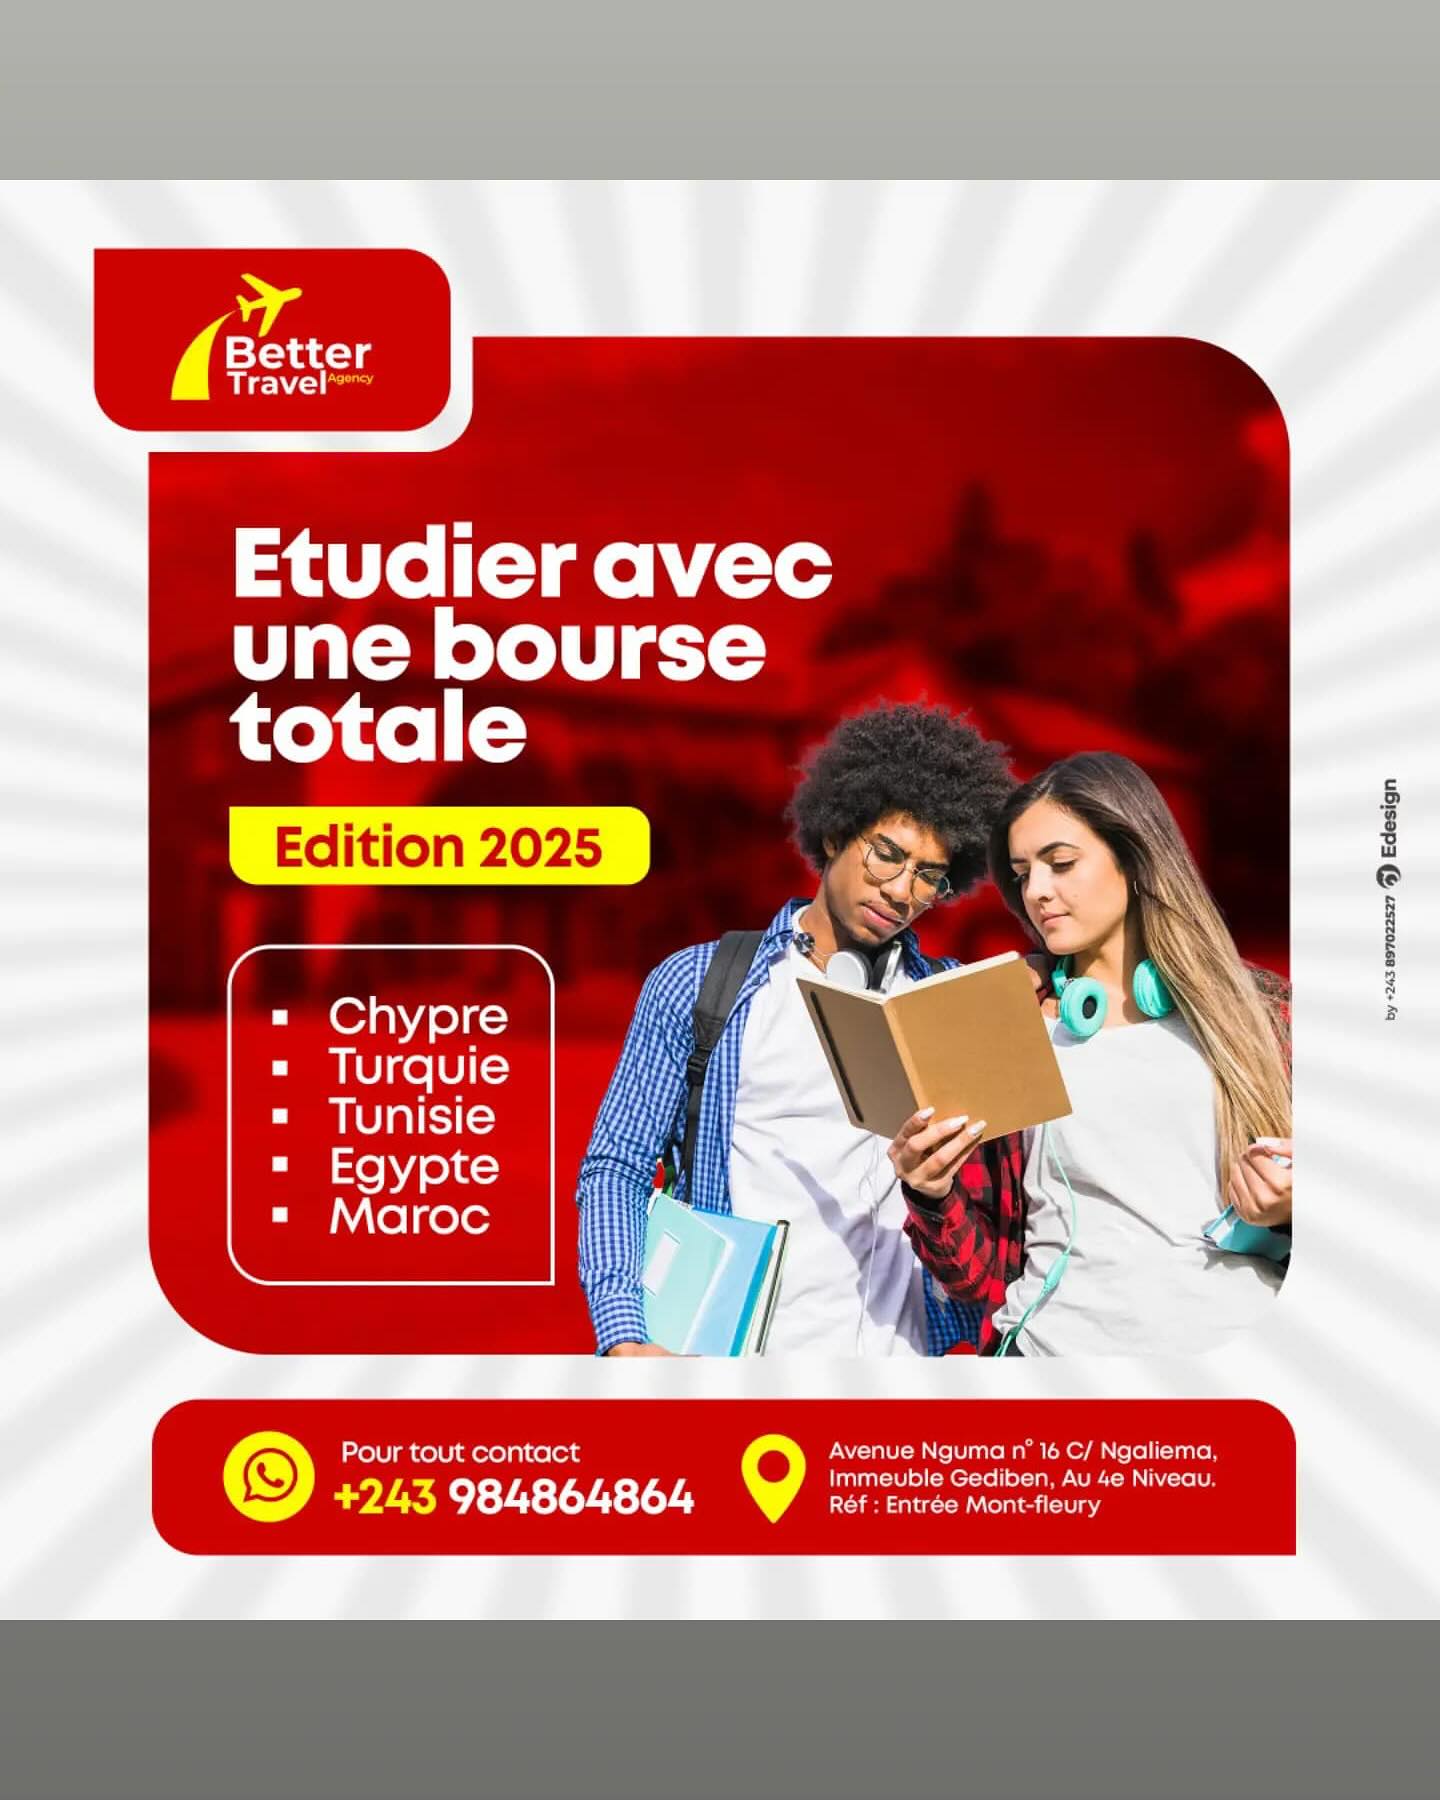 Better
Travel Agency
Etudier avec
une bourse
totale
Edition 2025
▪ Chypre
▪ Turquie
▪ Tunisie
▪ Egypte
▪ Maroc
Pour tout contact
+243 984864864
Avenue Nguma n° 16 C/ Ngaliema,
Immeuble Gediben, Au 4e Niveau.
Réf : Entrée Mont-fleury
by +243 897022527 Edesign